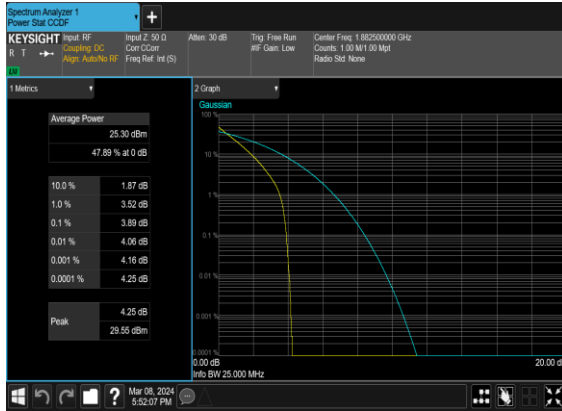 Spectrum Analyzer 1
Power Stat CCDF
KEYSIGHT
R T
LU
Input: RF
Coupling: DC
Align: Auto/No RF
Input Z: 50 Ω
Corr CCorr
Freq Ref: Int (S)
Atten: 30 dB
Trig: Free Run
#IF Gain: Low
Center Freq: 1.882500000 GHz
Counts: 1.00 M/1.00 Mpt
Radio Std: None
1 Metrics
Average Power
25.30 dBm
47.89 % at 0 dB
10.0 % 1.87 dB
1.0 % 3.52 dB
0.1 % 3.89 dB
0.01 % 4.06 dB
0.001 % 4.16 dB
0.0001 % 4.25 dB
Peak
4.25 dB
29.55 dBm
2 Graph
Gaussian
100 %
10 %
1 %
0.1 %
0.01 %
0.001 %
0.0001 %
0.00 dB
20.00 d
Info BW 25.000 MHz
?
Mar 08, 2024
5:52:07 PM